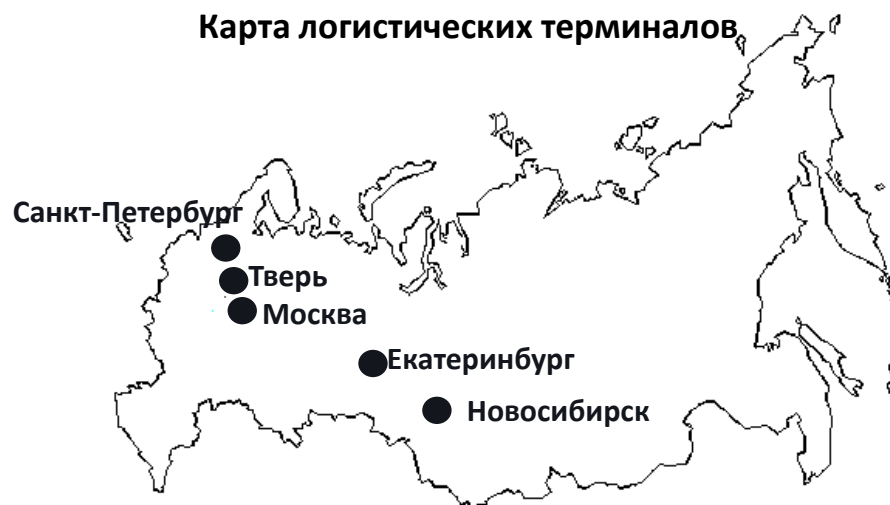 Карта логистических терминалов
Санкт-Петербург
Тверь
Москва
Екатеринбург
Новосибирск